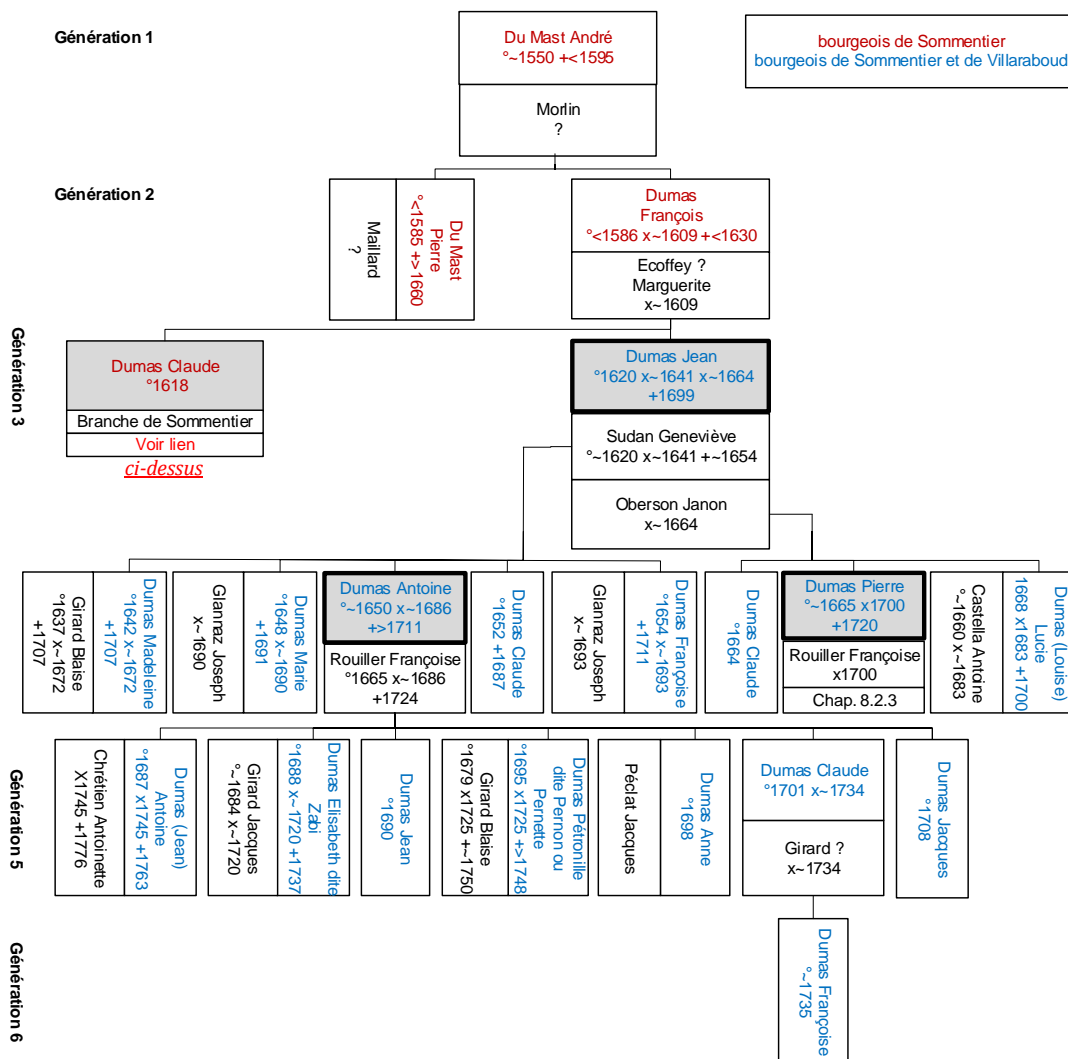 Génération 1
Du Mast André
°~1550 +<1595
Morlin
?
bourgeois de Sommentier
bourgeois de Sommentier et de Villaraboud
Génération 2
Du Mast
Pierre
°<1585 +>1660
Maillard
?
Dumas
François
°<1586 x~1609 +<1630
Ecoffey ?
Marguerite
x~1609
Génération 3
Dumas Claude
°1618
Branche de Sommentier
Voir lien
ci-dessus
Dumas Jean
°1620 x~1641 x~1664
+1699
Sudan Geneviève
°~1620 x~1641 +~1654
Oberson Janon
x~1664
Dumas Madeleine
°1642 x~1672
+1707
Girard Blaise
°1637 x~1672
+1707
Dumas Marie
°1648 x~1690
+1691
Glannaz Joseph
x~1690
Dumas Antoine
°~1650 x~1686
+>1711
Rouiller Françoise
°1665 x~1686
+1724
Dumas Claude
°1652 +1687
Dumas Françoise
°1654 x~1693
+1711
Glannaz Joseph
x~1693
Dumas Claude
°1664
Dumas Pierre
°~1665 x1700
+1720
Rouiller Françoise
x1700
Chap. 8.2.3
Dumas (Louise)
Lucie
1668 x1683 +1700
Castella Antoine
°~1660 x~1683
Génération 5
Dumas (Jean)
Antoine
°1687 x1745 +1763
Chrétien Antoinette
X1745 +1776
Dumas Elisabeth dite
Zabi
°1688 x~1720 +1737
Girard Jacques
°~1684 x~1720
Dumas Jean
°1690
Dumas Pétronille
dite Pernon ou
Pernette
°1695 x1725 +>1748
Girard Blaise
°1679 x1725 +~1750
Dumas Anne
°1698
Péclat Jacques
Dumas Claude
°1701 x~1734
Girard ?
x~1734
Dumas Jacques
°1708
Génération 6
Dumas Françoise
°~1735